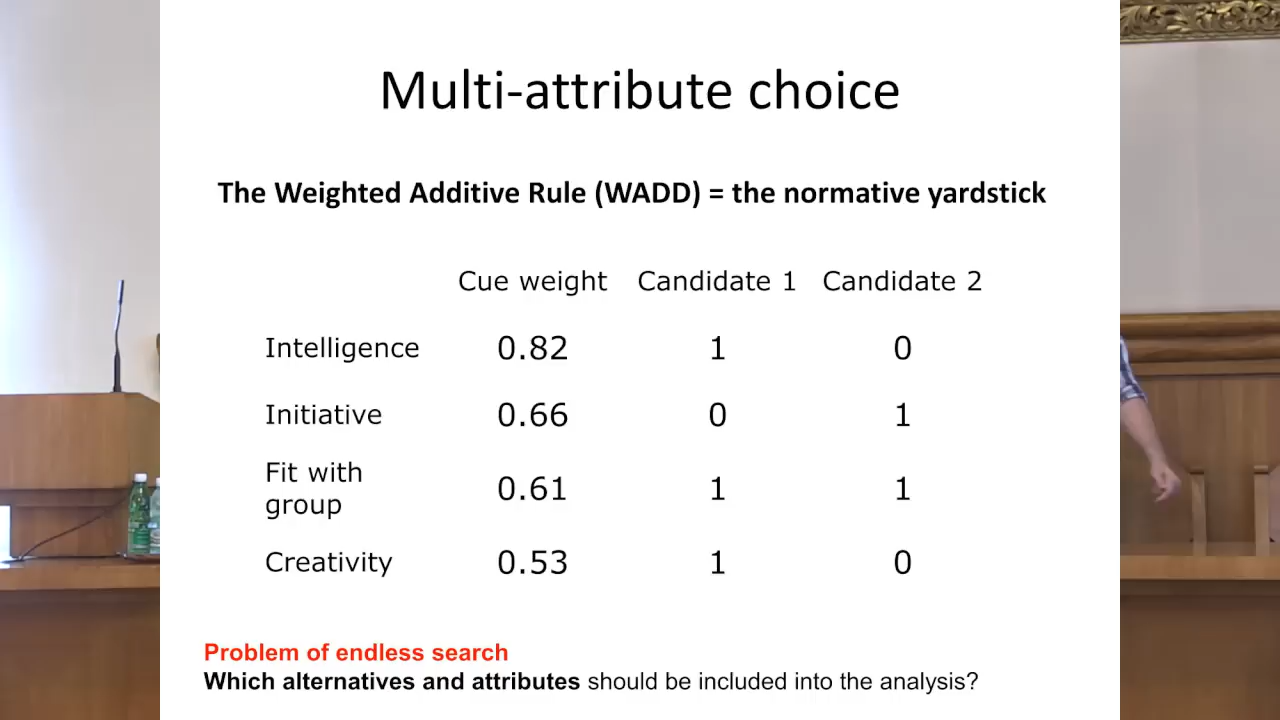 Multi-attribute choice
The Weighted Additive Rule (WADD) = the normative yardstick
Cue weight Candidate 1 Candidate 2
Intelligence 0.82 1 0
Initiative 0.66 0 1
Fit with
group 0.61 1 1
Creativity 0.53 1 0
Problem of endless search
Which alternatives and attributes should be included into the analysis?